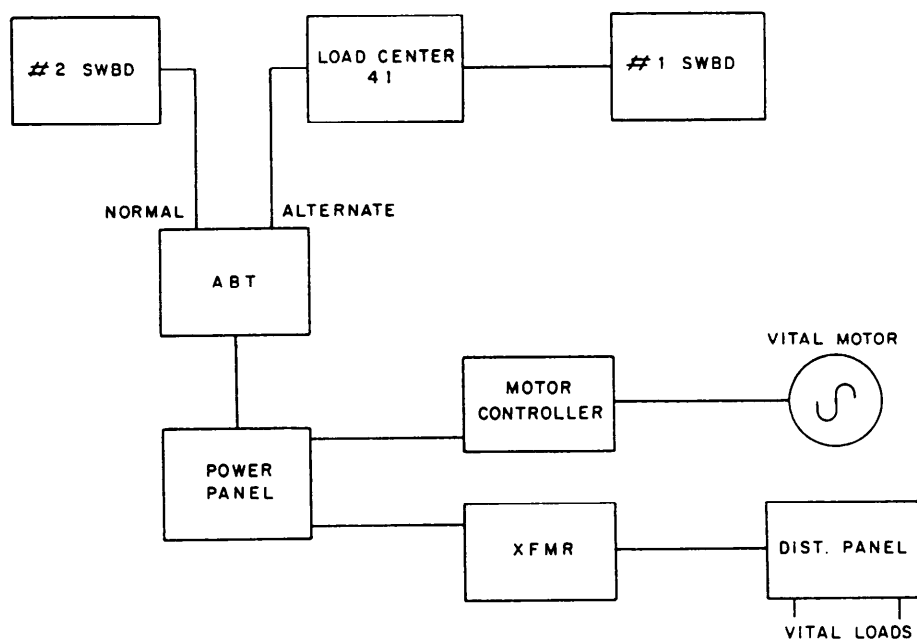 #2 SWBD
LOAD CENTER
41
#1 SWBD
NORMAL
ALTERNATE
ABT
VITAL MOTOR
MOTOR
CONTROLLER
POWER
PANEL
XFMR
DIST. PANEL
VITAL LOADS